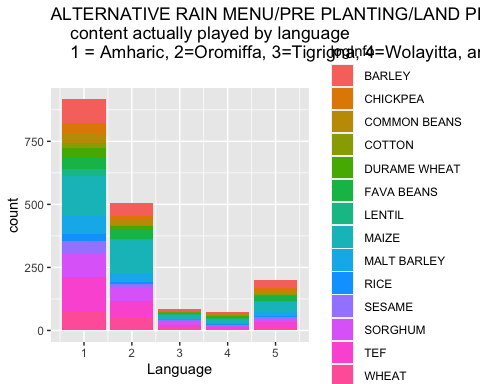 ALTERNATIVE RAIN MENU/PRE PLANTING/LAND P
content actually played by language
1 = Amharic, 2=Oromiffa, 3=Tigrigna, 4=Wolayitta, an
BARLEY
CHICKPEA
COMMON BEANS
COTTON
DURAME WHEAT
FAVA BEANS
LENTIL
MAIZE
MALT BARLEY
RICE
SESAME
SORGHUM
TEF
WHEAT
750
500
250
0
count
1 2 3 4 5
Language